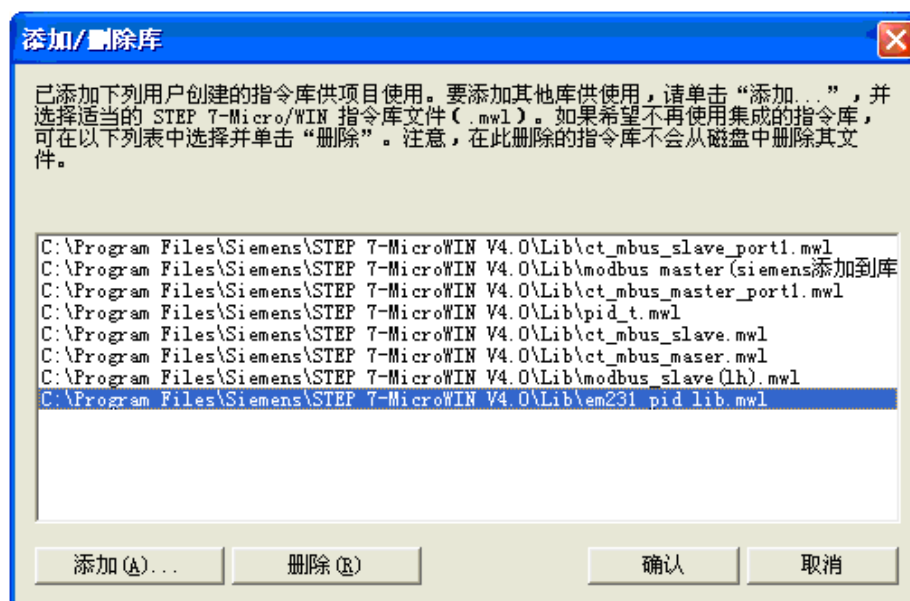 添加/删除库
已添加下列用户创建的指令库供项目使用。要添加其他库供使用，请单击“添加...”，并
选择适当的 STEP 7-Micro/WIN 指令库文件(.mwl)。如果希望不再使用集成的指令库，
可在以下列表中选择并单击“删除”。注意，在此删除的指令库不会从磁盘中删除其文
件。
C:\Program Files\Siemens\STEP 7-MicroWIN V4.0\Lib\ct_mbus_slave_port1.mwl
C:\Program Files\Siemens\STEP 7-MicroWIN V4.0\Lib\modbus master(siemens添加到库
C:\Program Files\Siemens\STEP 7-MicroWIN V4.0\Lib\ct_mbus_master_port1.mwl
C:\Program Files\Siemens\STEP 7-MicroWIN V4.0\Lib\pid_t.mwl
C:\Program Files\Siemens\STEP 7-MicroWIN V4.0\Lib\ct_mbus_slave.mwl
C:\Program Files\Siemens\STEP 7-MicroWIN V4.0\Lib\ct_mbus_maser.mwl
C:\Program Files\Siemens\STEP 7-MicroWIN V4.0\Lib\modbus_slave(lh).mwl
C:\Program Files\Siemens\STEP 7-MicroWIN V4.0\Lib\em231 pid lib.mwl
添加(A)... 删除(R) 确认 取消